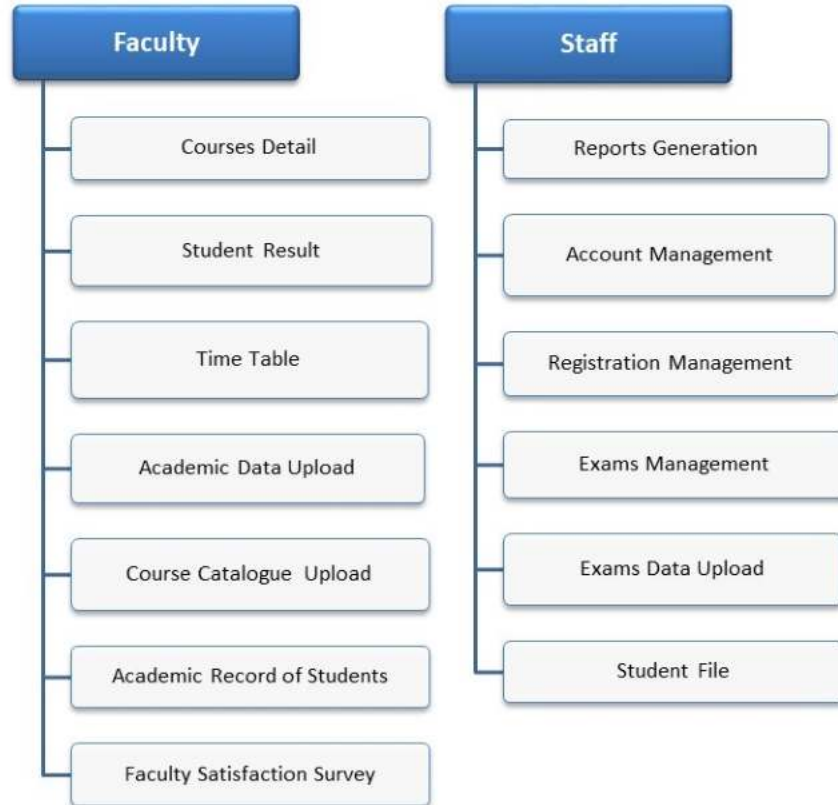 Faculty
Courses Detail
Student Result
Time Table
Academic Data Upload
Course Catalogue Upload
Academic Record of Students
Faculty Satisfaction Survey
Staff
Reports Generation
Account Management
Registration Management
Exams Management
Exams Data Upload
Student File